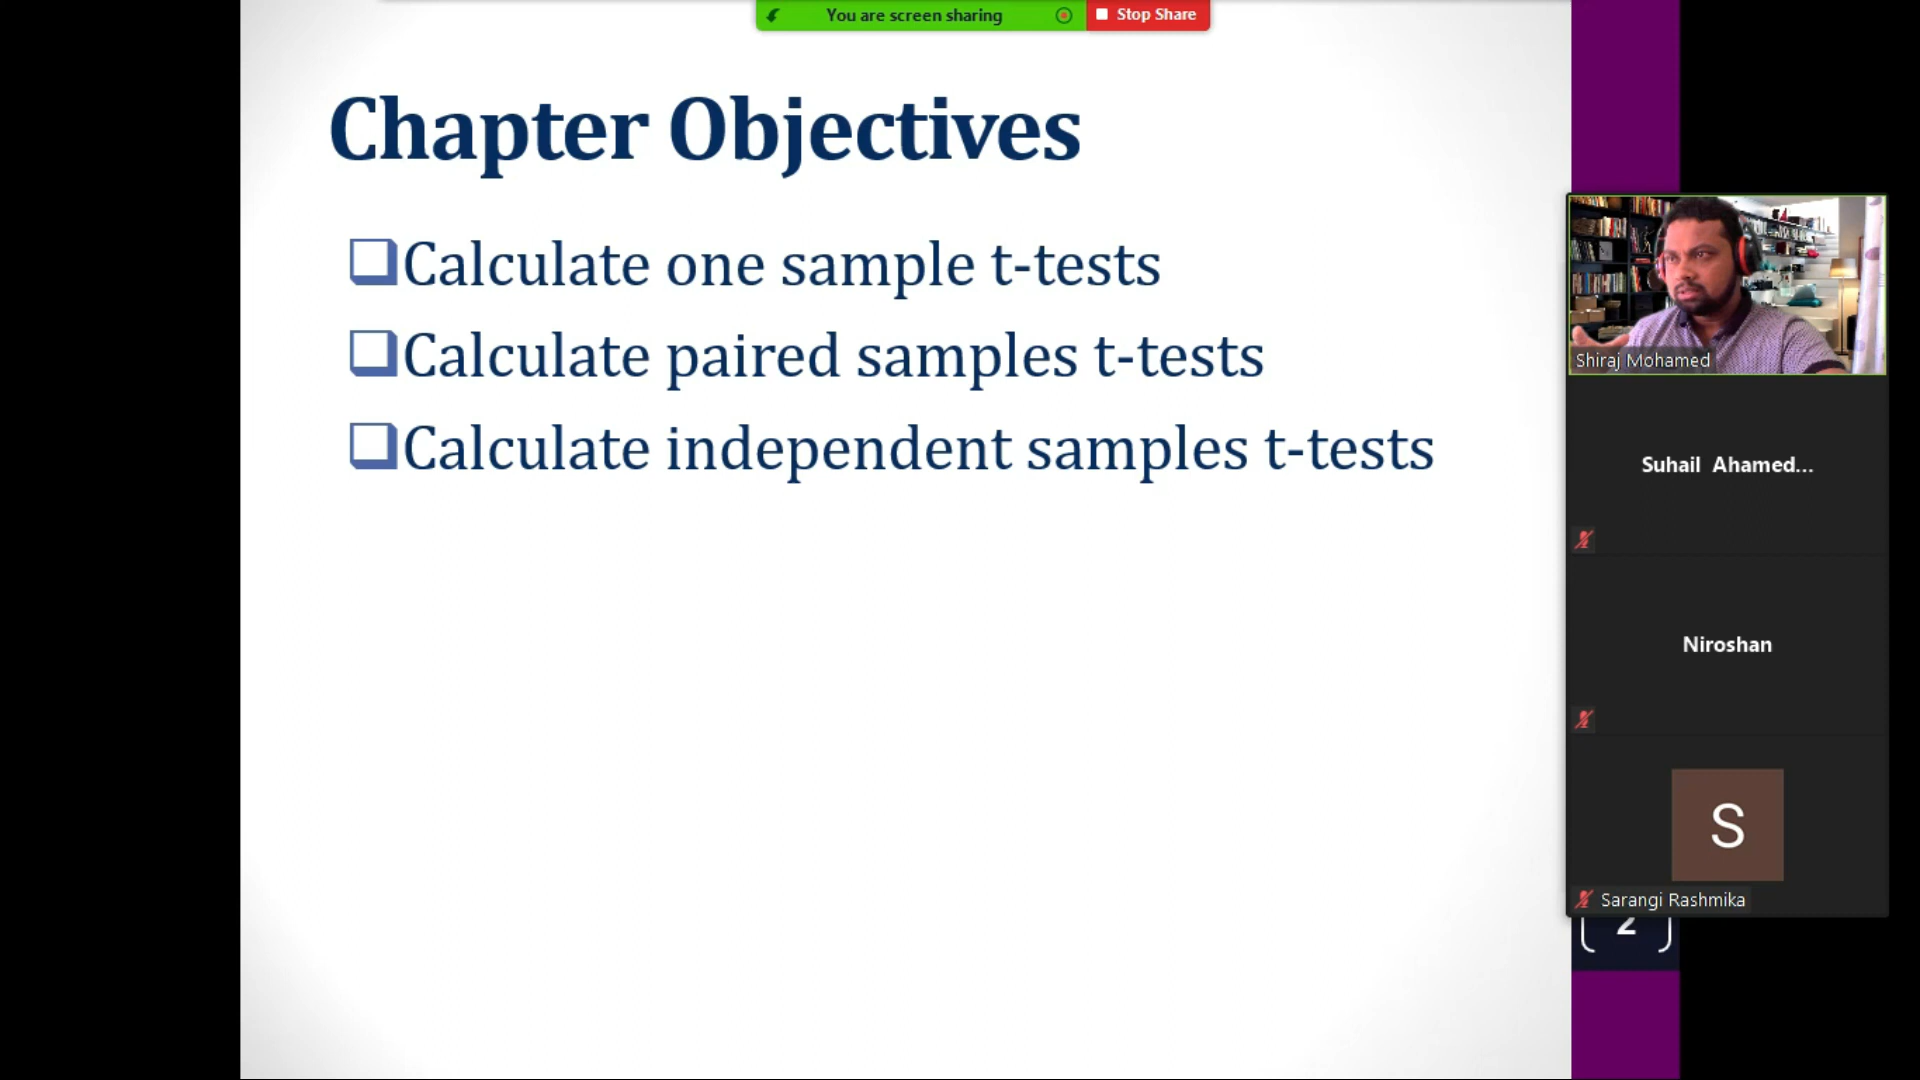 You are screen sharing
Stop Share
Chapter Objectives
Calculate one sample t-tests
Calculate paired samples t-tests
Calculate independent samples t-tests
Shiraj Mohamed
Suhail Ahamed...
Niroshan
S
Sarangi Rashmika
2